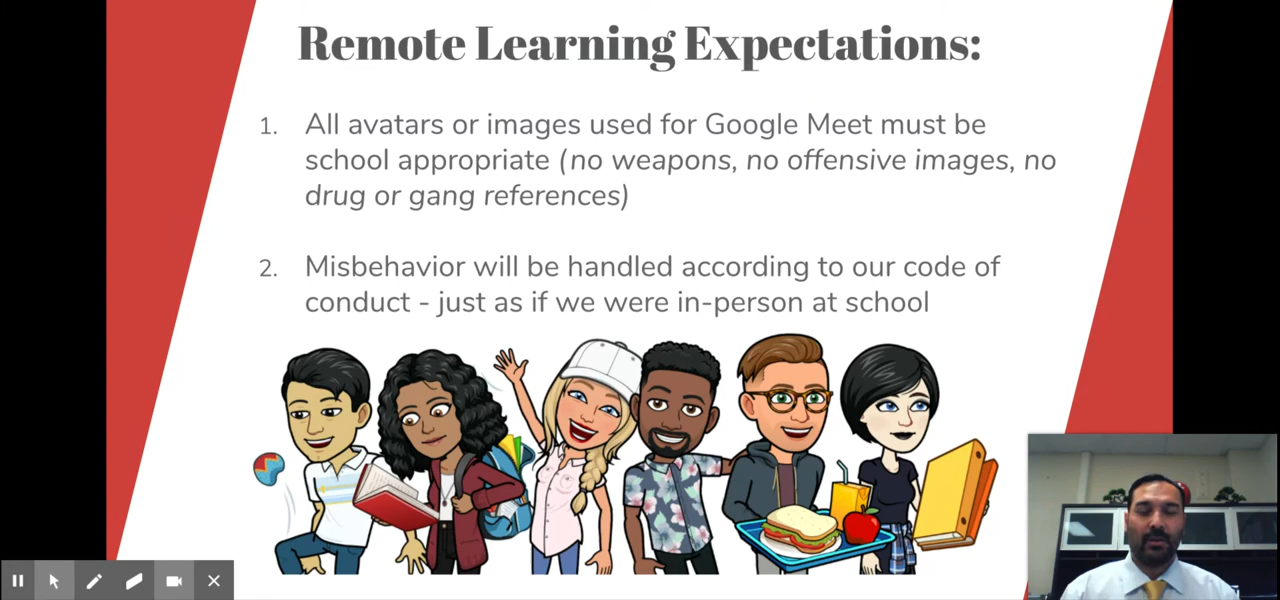 Remote Learning Expectations:
1. All avatars or images used for Google Meet must be
school appropriate (no weapons, no offensive images, no
drug or gang references)
2. Misbehavior will be handled according to our code of
conduct - just as if we were in-person at school